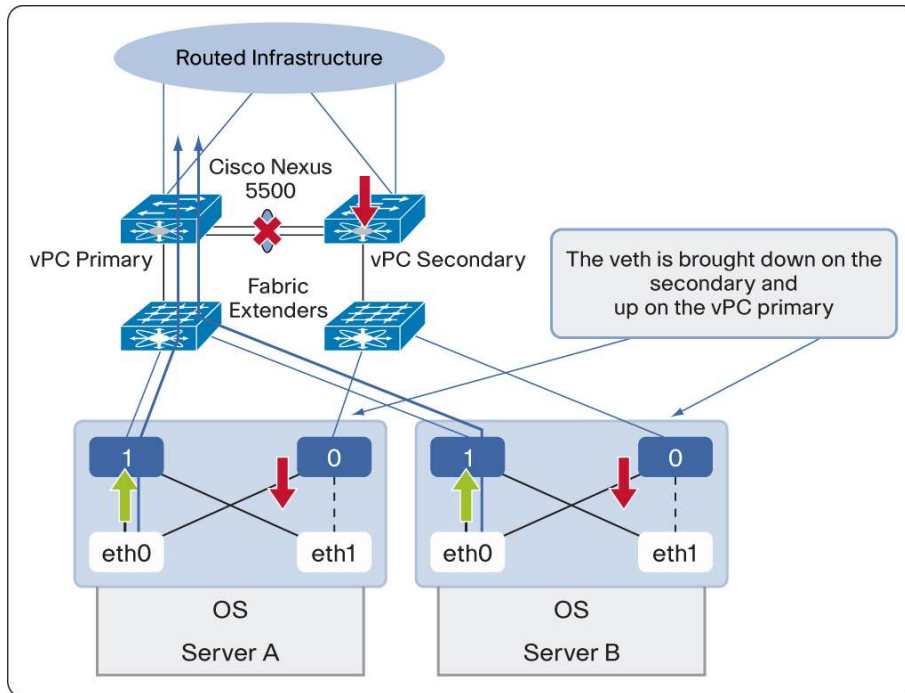 Routed Infrastructure
Cisco Nexus
5500
vPC Primary
vPC Secondary
Fabric
Extenders
The veth is brought down on the
secondary and
up on the vPC primary
1
0
1
0
eth0
eth1
eth0
eth1
OS
OS
Server A
Server B